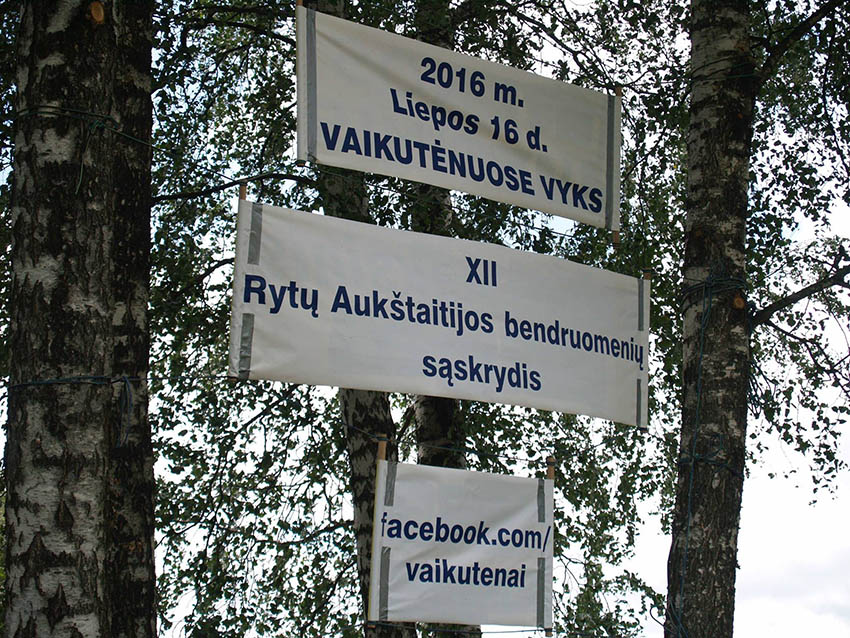 2016 m.
Liepos 16 d.
VAIKUTĖNUOSE VYKS
XII
Rytų Aukštaitijos bendruomenių
sąskrydis
facebook.com/
vaikutenai